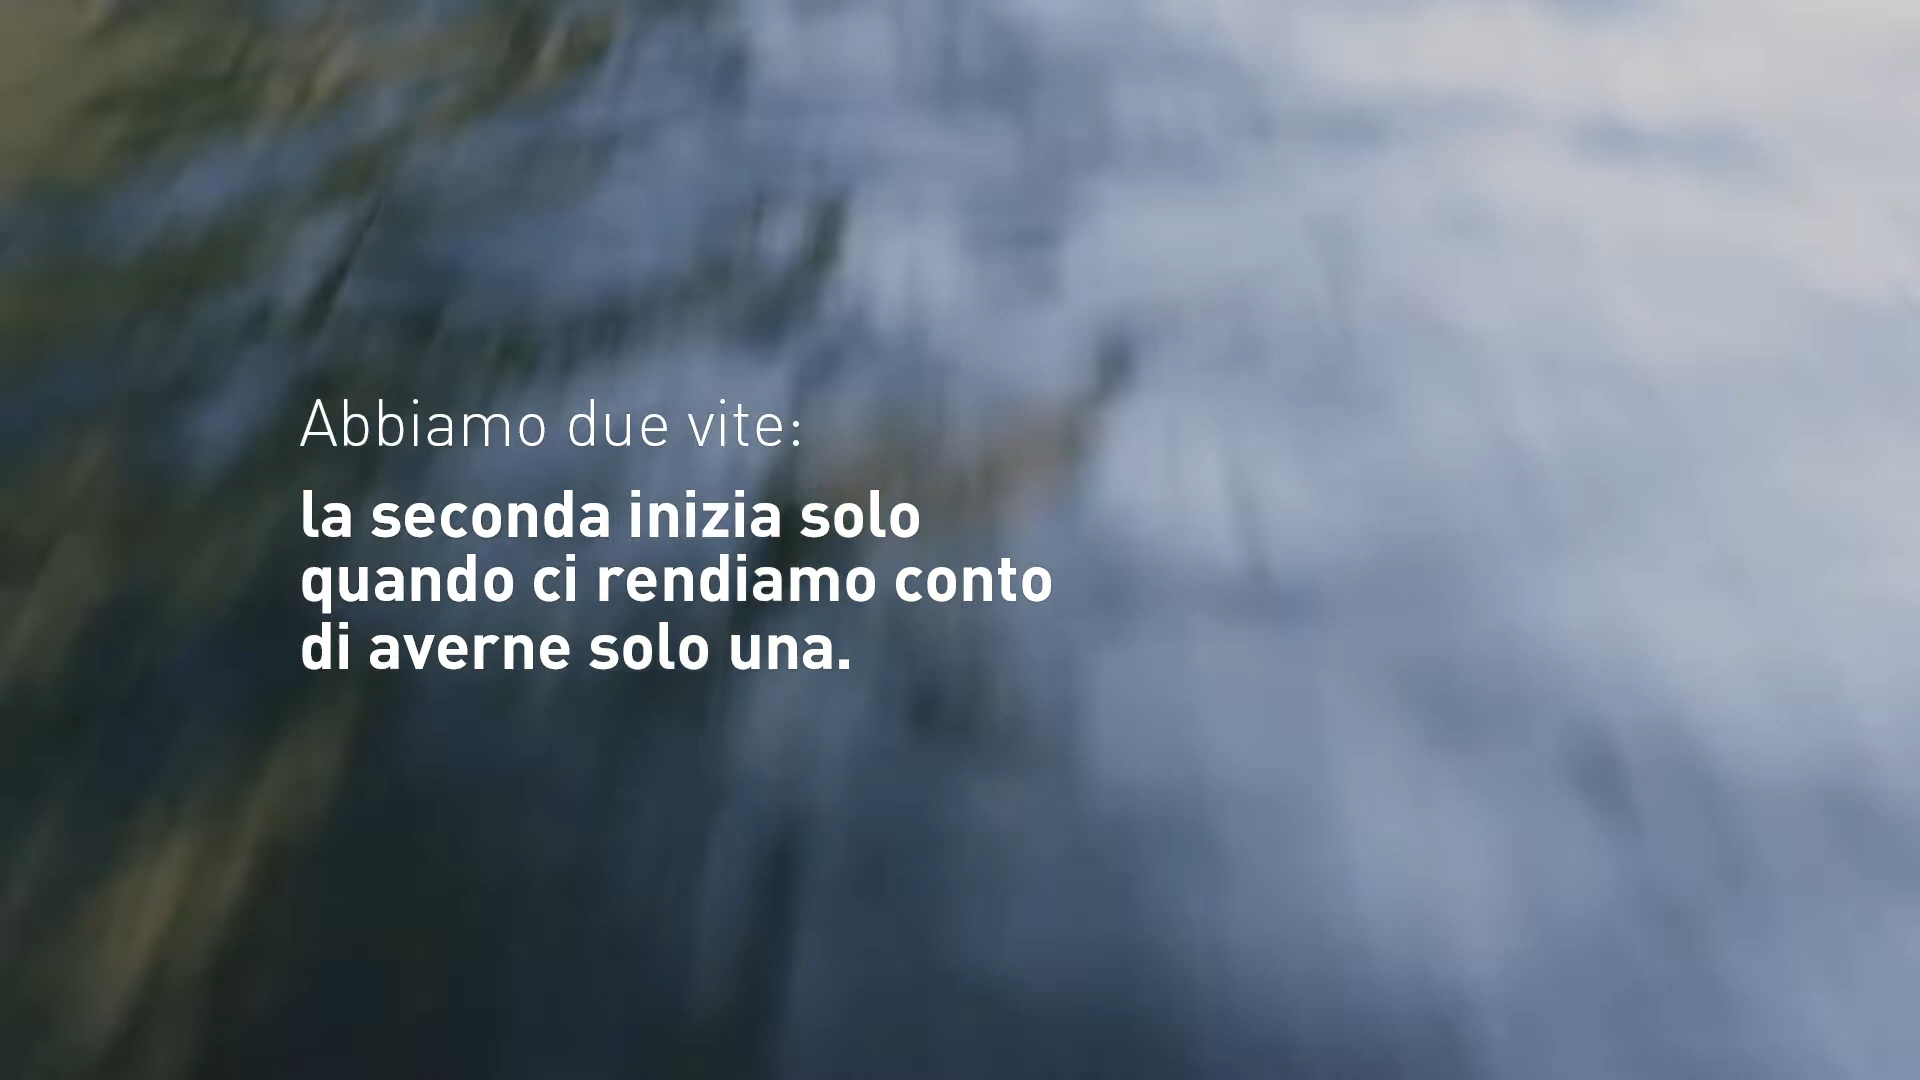 Abbiamo due vite:
la seconda inizia solo
quando ci rendiamo conto
di averne solo una.